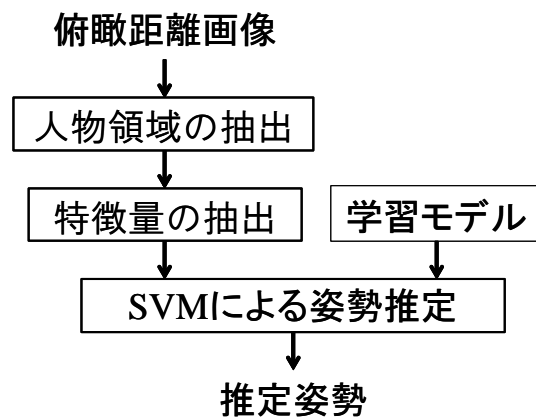 俯瞰距離画像
人物領域の抽出
特徴量の抽出
学習モデル
SVMによる姿勢推定
推定姿勢